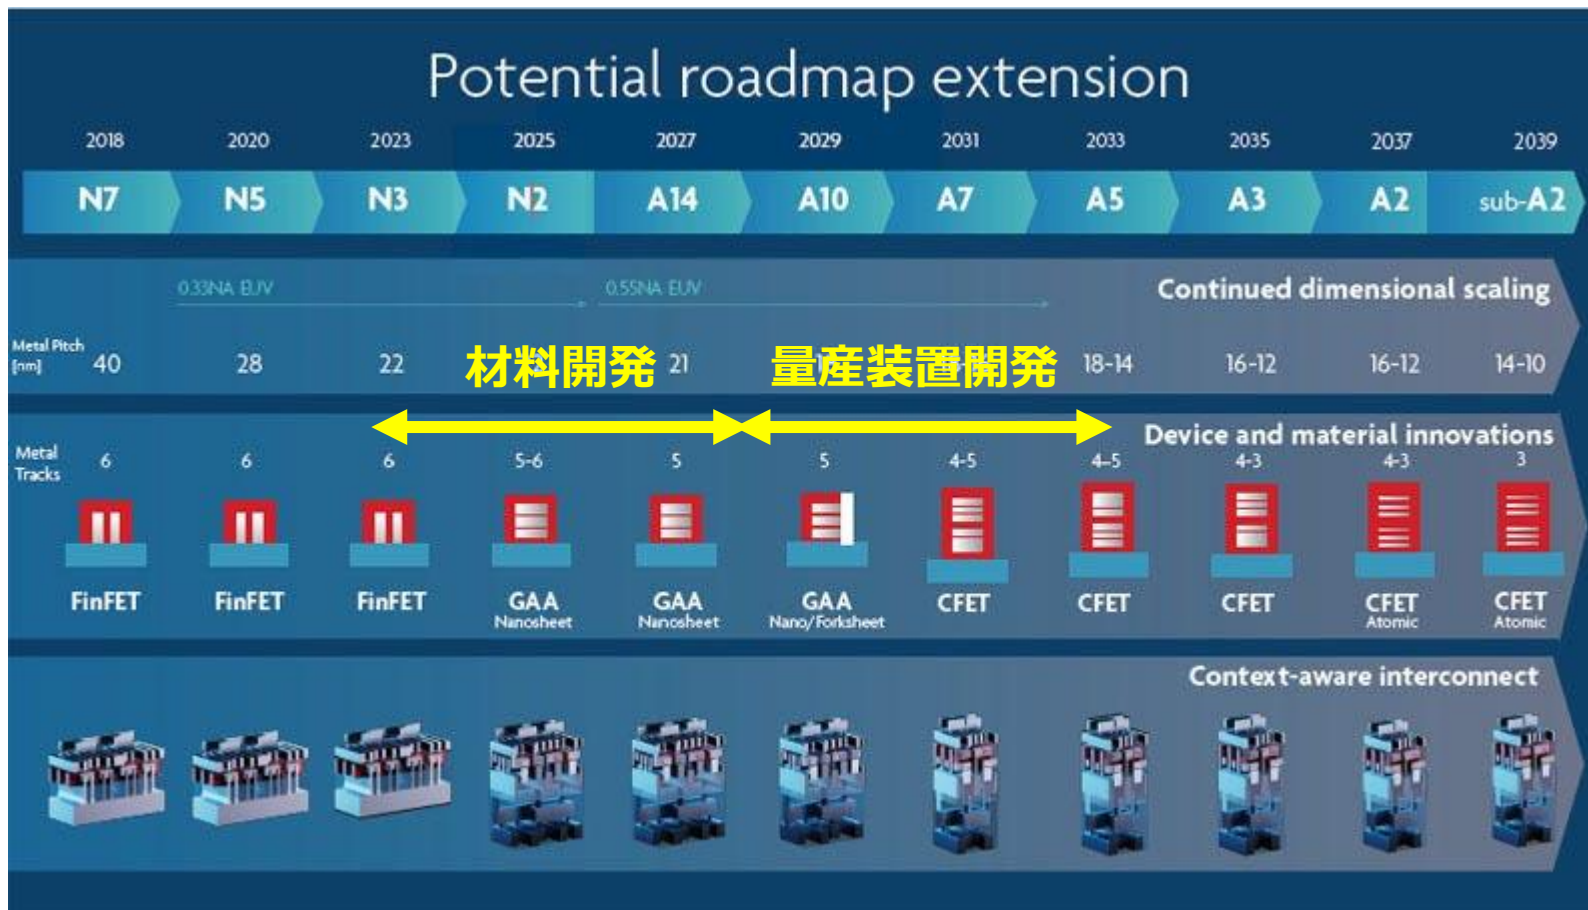 Potential roadmap extension
2018 2020 2023 2025 2027 2029 2031 2033 2035 2037 2039
N7 N5 N3 N2 A14 A10 A7 A5 A3 A2 sub-A2
0.33NA EUV 0.55NA EUV
Continued dimensional scaling
Metal Pitch
[nm]
40 28 22 21 18-14 16-12 16-12 14-10
材料開発 量産装置開発
Device and material innovations
Metal
Tracks
6 6 6 5-6 5 5 4-5 4-5 4-3 4-3 3
FinFET FinFET FinFET GAA GAA GAA CFET CFET CFET CFET CFET
Nanosheet Nanosheet Nano/Forksheet Atomic Atomic
Context-aware interconnect